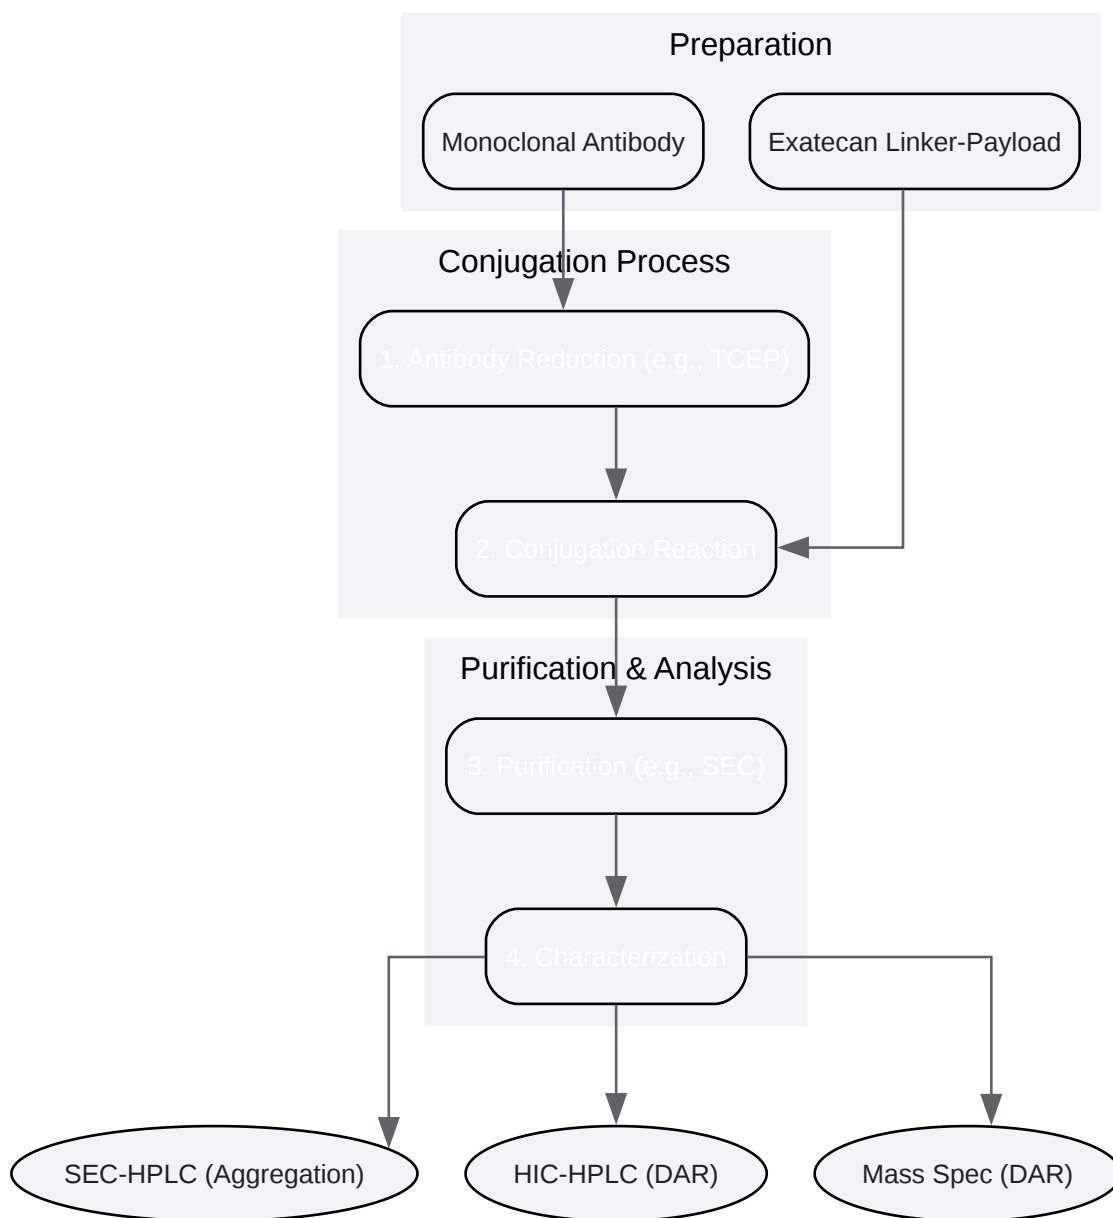 Preparation
Monoclonal Antibody
Exatecan Linker-Payload
Conjugation Process
1. Antibody Reduction (e.g., TCEP)
2. Conjugation Reaction
Purification & Analysis
3. Purification (e.g., SEC)
4. Characterization
SEC-HPLC (Aggregation)
HIC-HPLC (DAR)
Mass Spec (DAR)